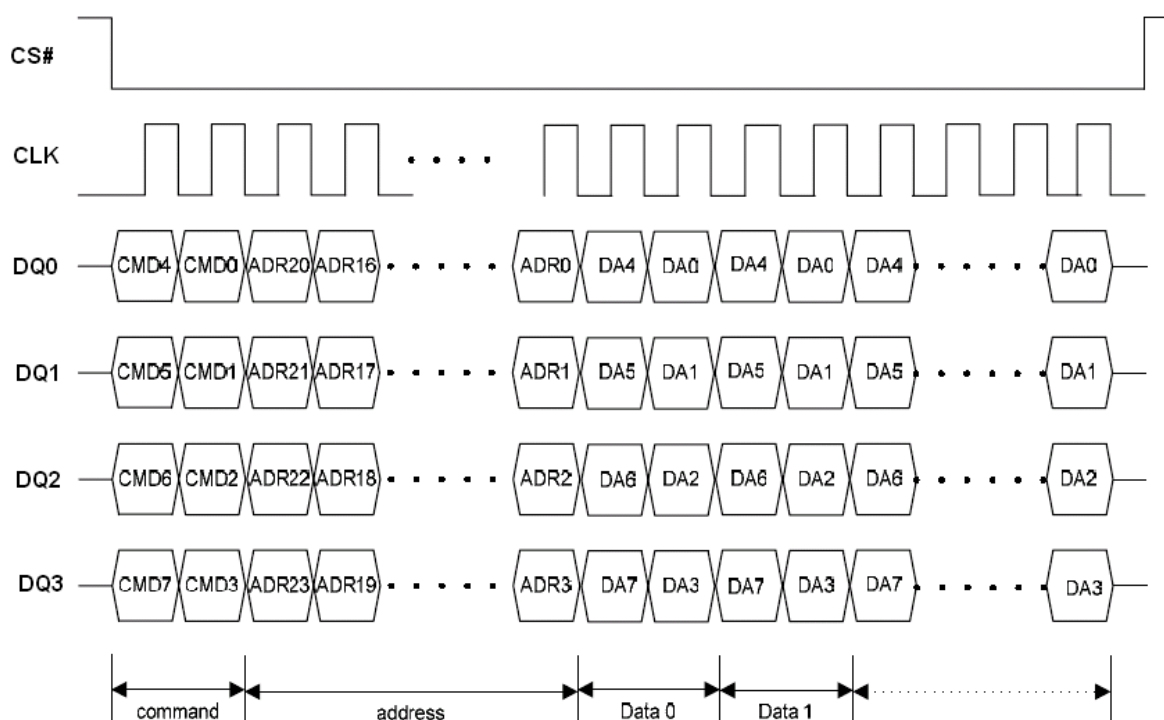 CS#
CLK
DQ0 CMD4 CMD0 ADR20 ADR16 ADR0 DA4 DA0 DA4 DA0 DA4 DA0
DQ1 CMD5 CMD1 ADR21 ADR17 ADR1 DA5 DA1 DA5 DA1 DA5 DA1
DQ2 CMD6 CMD2 ADR22 ADR18 ADR2 DA6 DA2 DA6 DA2 DA6 DA2
DQ3 CMD7 CMD3 ADR23 ADR19 ADR3 DA7 DA3 DA7 DA3 DA7 DA3
command address Data 0 Data 1